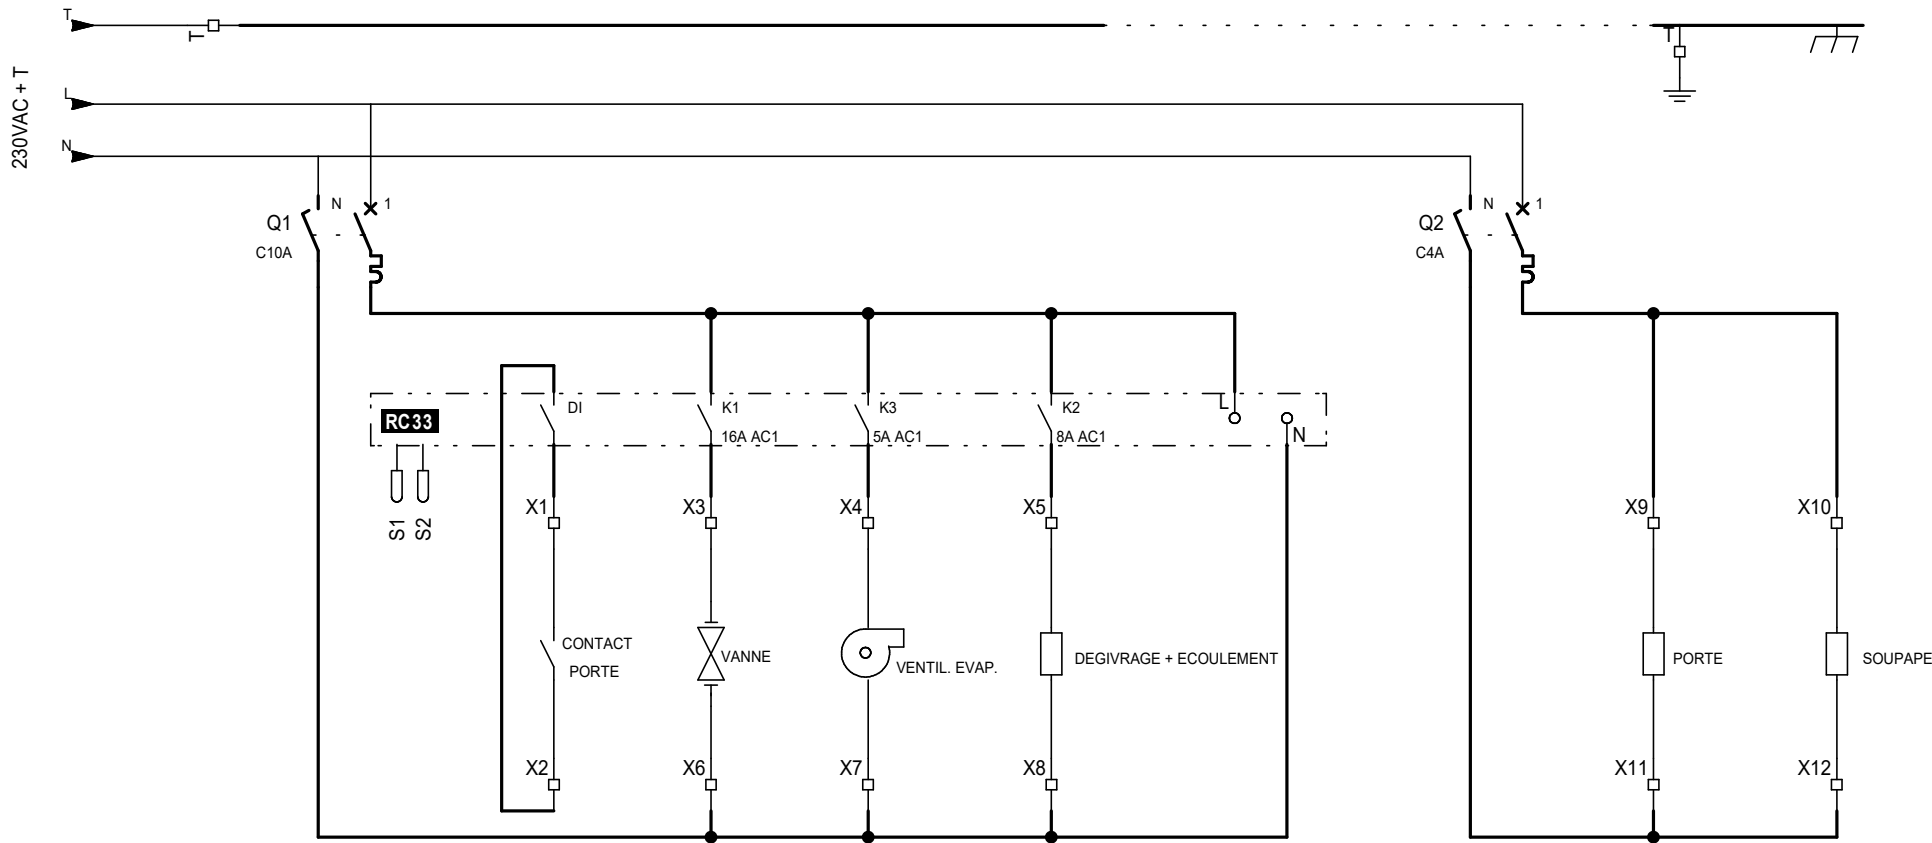 T
T
T
230VAC + T
L
N
Q1
N
1
C10A
Q2
N
1
C4A
RC33
DI
K1
16A AC1
K3
5A AC1
K2
8A AC1
L
N
S1
S2
X1
X3
X4
X5
X9
X10
CONTACT
PORTE
VANNE
VENTIL. EVAP.
DEGIVRAGE + ECOULEMENT
PORTE
SOUPAPE
X2
X6
X7
X8
X11
X12